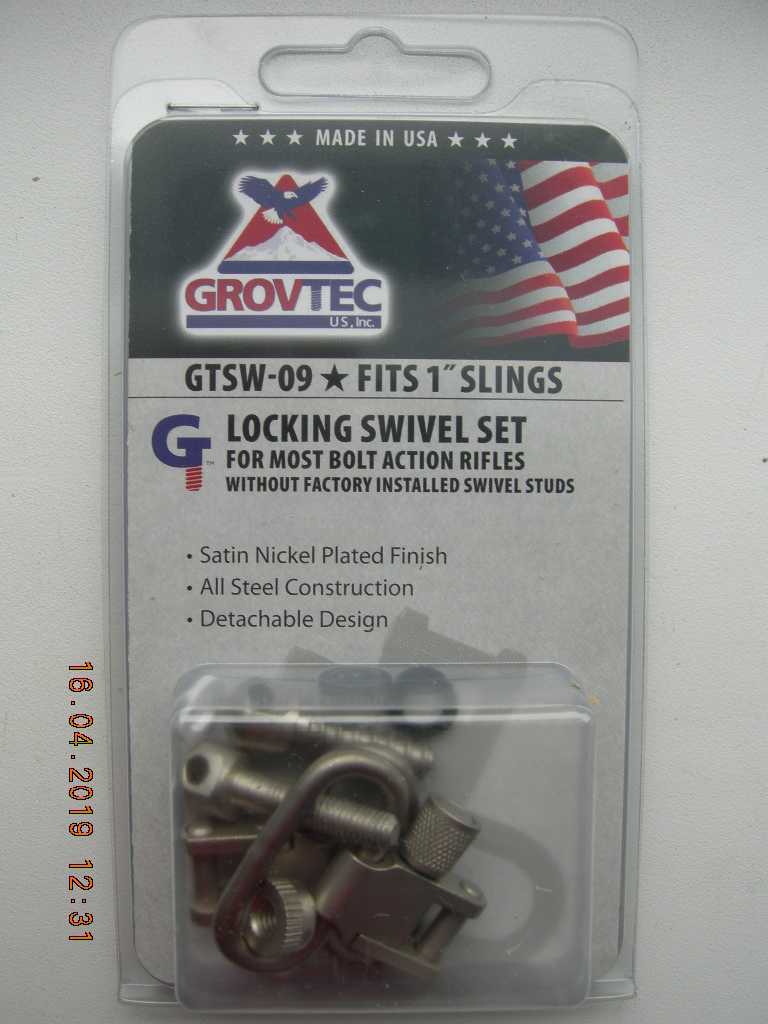 ★ ★ ★ MADE IN USA ★ ★ ★
GROVTEC
US, Inc.
GTSW-09 ★ FITS 1" SLINGS
G™
LOCKING SWIVEL SET
FOR MOST BOLT ACTION RIFLES
WITHOUT FACTORY INSTALLED SWIVEL STUDS
• Satin Nickel Plated Finish
• All Steel Construction
• Detachable Design
16.04.2019 12:31